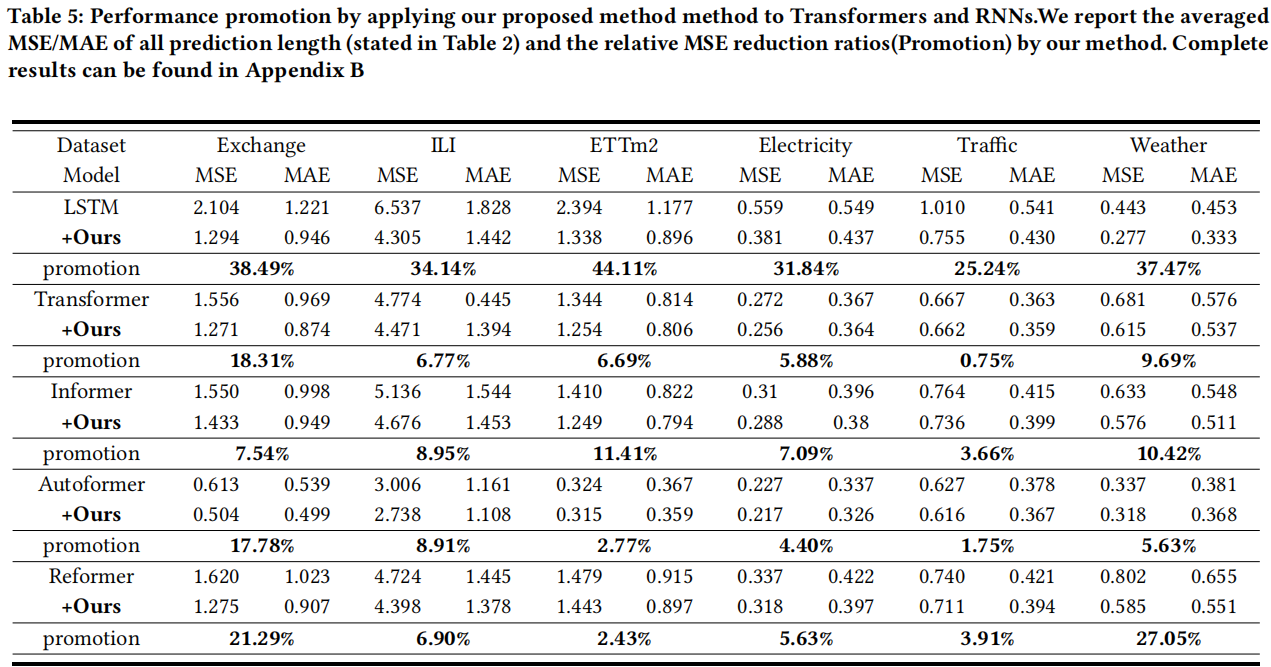 Table 5: Performance promotion by applying our proposed method method to Transformers and RNNs.We report the averaged
MSE/MAE of all prediction length (stated in Table 2) and the relative MSE reduction ratios(Promotion) by our method. Complete
results can be found in Appendix B
Dataset Exchange ILI ETTm2 Electricity Traffic Weather
Model MSE MAE MSE MAE MSE MAE MSE MAE MSE MAE MSE MAE
LSTM 2.104 1.221 6.537 1.828 2.394 1.177 0.559 0.549 1.010 0.541 0.443 0.453
+Ours 1.294 0.946 4.305 1.442 1.338 0.896 0.381 0.437 0.755 0.430 0.277 0.333
promotion 38.49% 34.14% 44.11% 31.84% 25.24% 37.47%
Transformer 1.556 0.969 4.774 0.445 1.344 0.814 0.272 0.367 0.667 0.363 0.681 0.576
+Ours 1.271 0.874 4.471 1.394 1.254 0.806 0.256 0.364 0.662 0.359 0.615 0.537
promotion 18.31% 6.77% 6.69% 5.88% 0.75% 9.69%
Informer 1.550 0.998 5.136 1.544 1.410 0.822 0.31 0.396 0.764 0.415 0.633 0.548
+Ours 1.433 0.949 4.676 1.453 1.249 0.794 0.288 0.38 0.736 0.399 0.576 0.511
promotion 7.54% 8.95% 11.41% 7.09% 3.66% 10.42%
Autoformer 0.613 0.539 3.006 1.161 0.324 0.367 0.227 0.337 0.627 0.378 0.337 0.381
+Ours 0.504 0.499 2.738 1.108 0.315 0.359 0.217 0.326 0.616 0.367 0.318 0.368
promotion 17.78% 8.91% 2.77% 4.40% 1.75% 5.63%
Reformer 1.620 1.023 4.724 1.445 1.479 0.915 0.337 0.422 0.740 0.421 0.802 0.655
+Ours 1.275 0.907 4.398 1.378 1.443 0.897 0.318 0.397 0.711 0.394 0.585 0.551
promotion 21.29% 6.90% 2.43% 5.63% 3.91% 27.05%